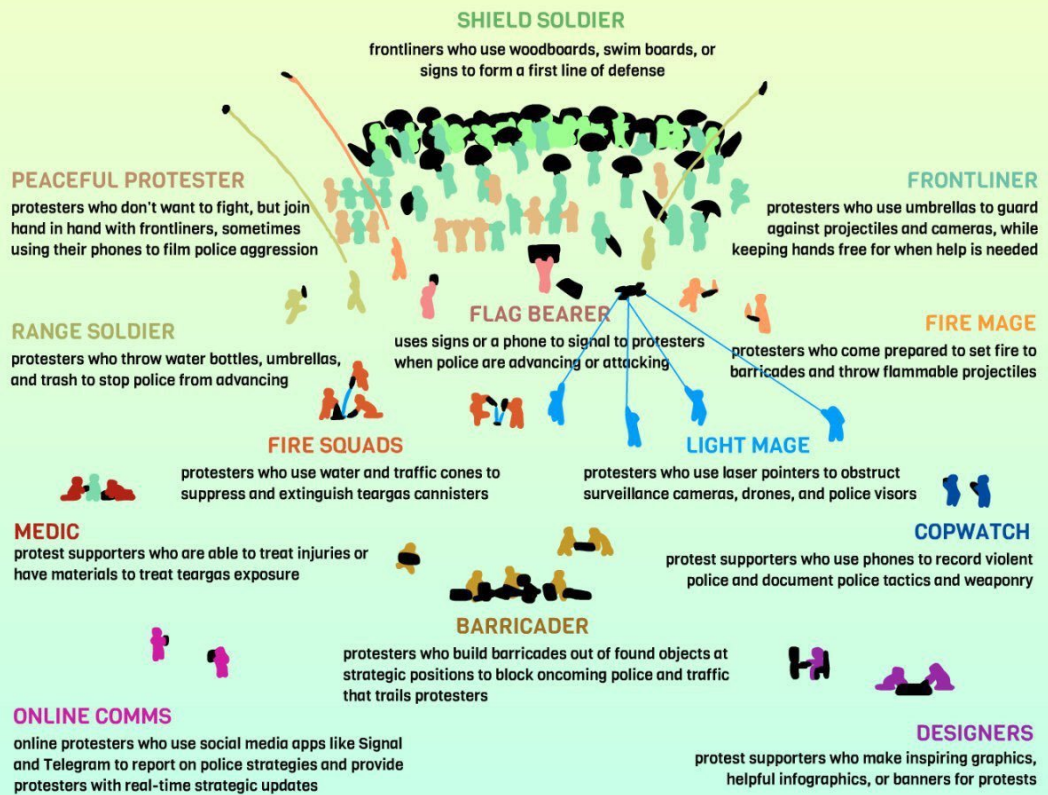 SHIELD SOLDIER
frontliners who use woodboards, swim boards, or
signs to form a first line of defense
PEACEFUL PROTESTER
protesters who don't want to fight, but join
hand in hand with frontliners, sometimes
using their phones to film police aggression
FRONTLINER
protesters who use umbrellas to guard
against projectiles and cameras, while
keeping hands free for when help is needed
RANGE SOLDIER
protesters who throw water bottles, umbrellas,
and trash to stop police from advancing
FLAG BEARER
uses signs or a phone to signal to protesters
when police are advancing or attacking
FIRE MAGE
protesters who come prepared to set fire to
barricades and throw flammable projectiles
FIRE SQUADS
protesters who use water and traffic cones to
suppress and extinguish teargas cannisters
LIGHT MAGE
protesters who use laser pointers to obstruct
surveillance cameras, drones, and police visors
MEDIC
protest supporters who are able to treat injuries or
have materials to treat teargas exposure
COPWATCH
protest supporters who use phones to record violent
police and document police tactics and weaponry
BARRICADER
protesters who build barricades out of found objects at
strategic positions to block oncoming police and traffic
that trails protesters
ONLINE COMMS
online protesters who use social media apps like Signal
and Telegram to report on police strategies and provide
protesters with real-time strategic updates
DESIGNERS
protest supporters who make inspiring graphics,
helpful infographics, or banners for protests